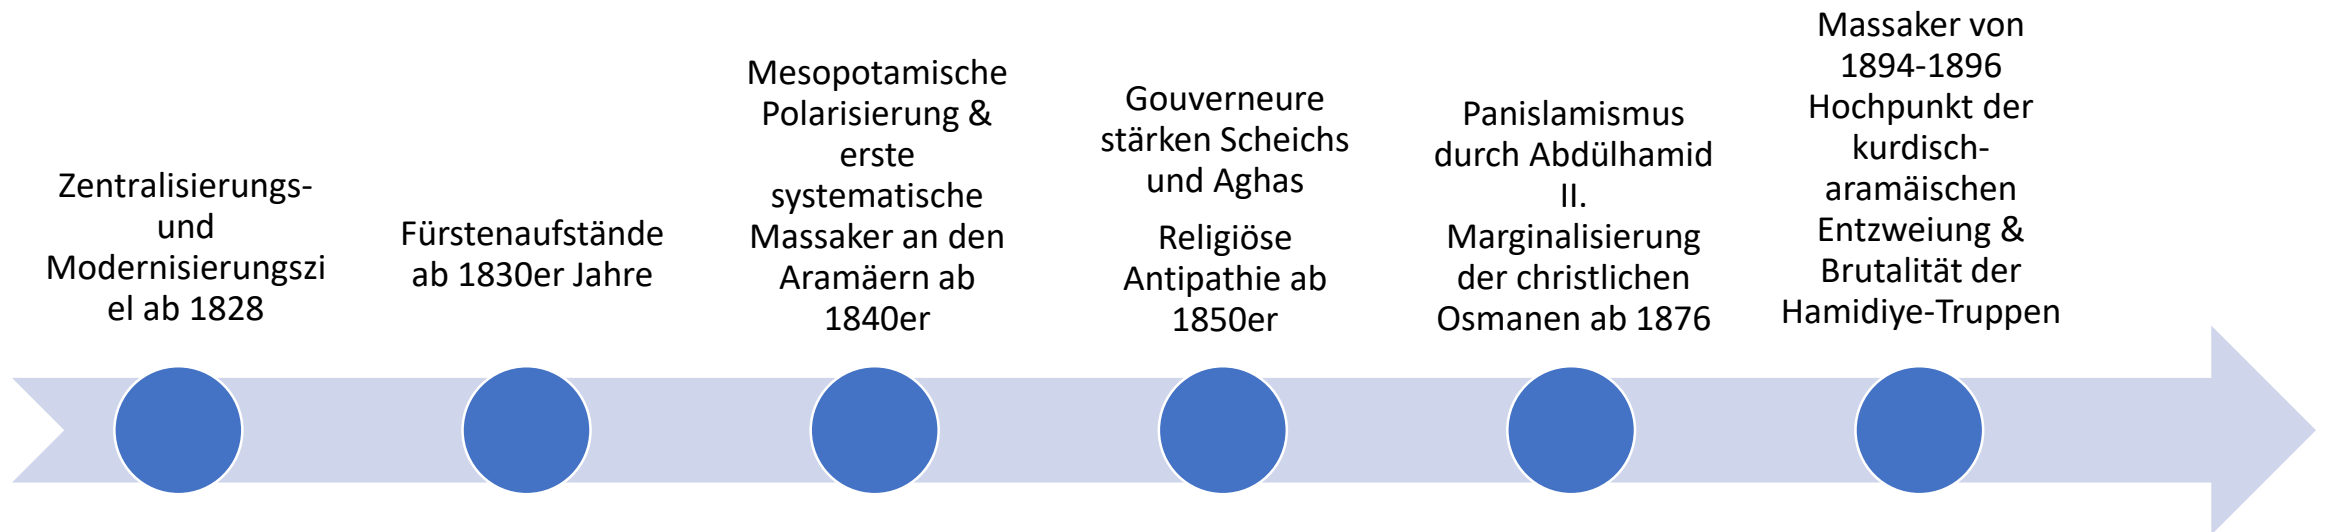 Zentralisierungs-
und
Modernisierungszi
el ab 1828
Fürstenaufstände
ab 1830er Jahre
Mesopotamische
Polarisierung &
erste
systematische
Massaker an den
Aramäern ab
1840er
Gouverneure
stärken Scheichs
und Aghas
Religiöse
Antipathie ab
1850er
Panislamismus
durch Abdülhamid
II.
Marginalisierung
der christlichen
Osmanen ab 1876
Massaker von
1894-1896
Hochpunkt der
kurdisch-
aramäischen
Entzweiung &
Brutalität der
Hamidiye-Truppen